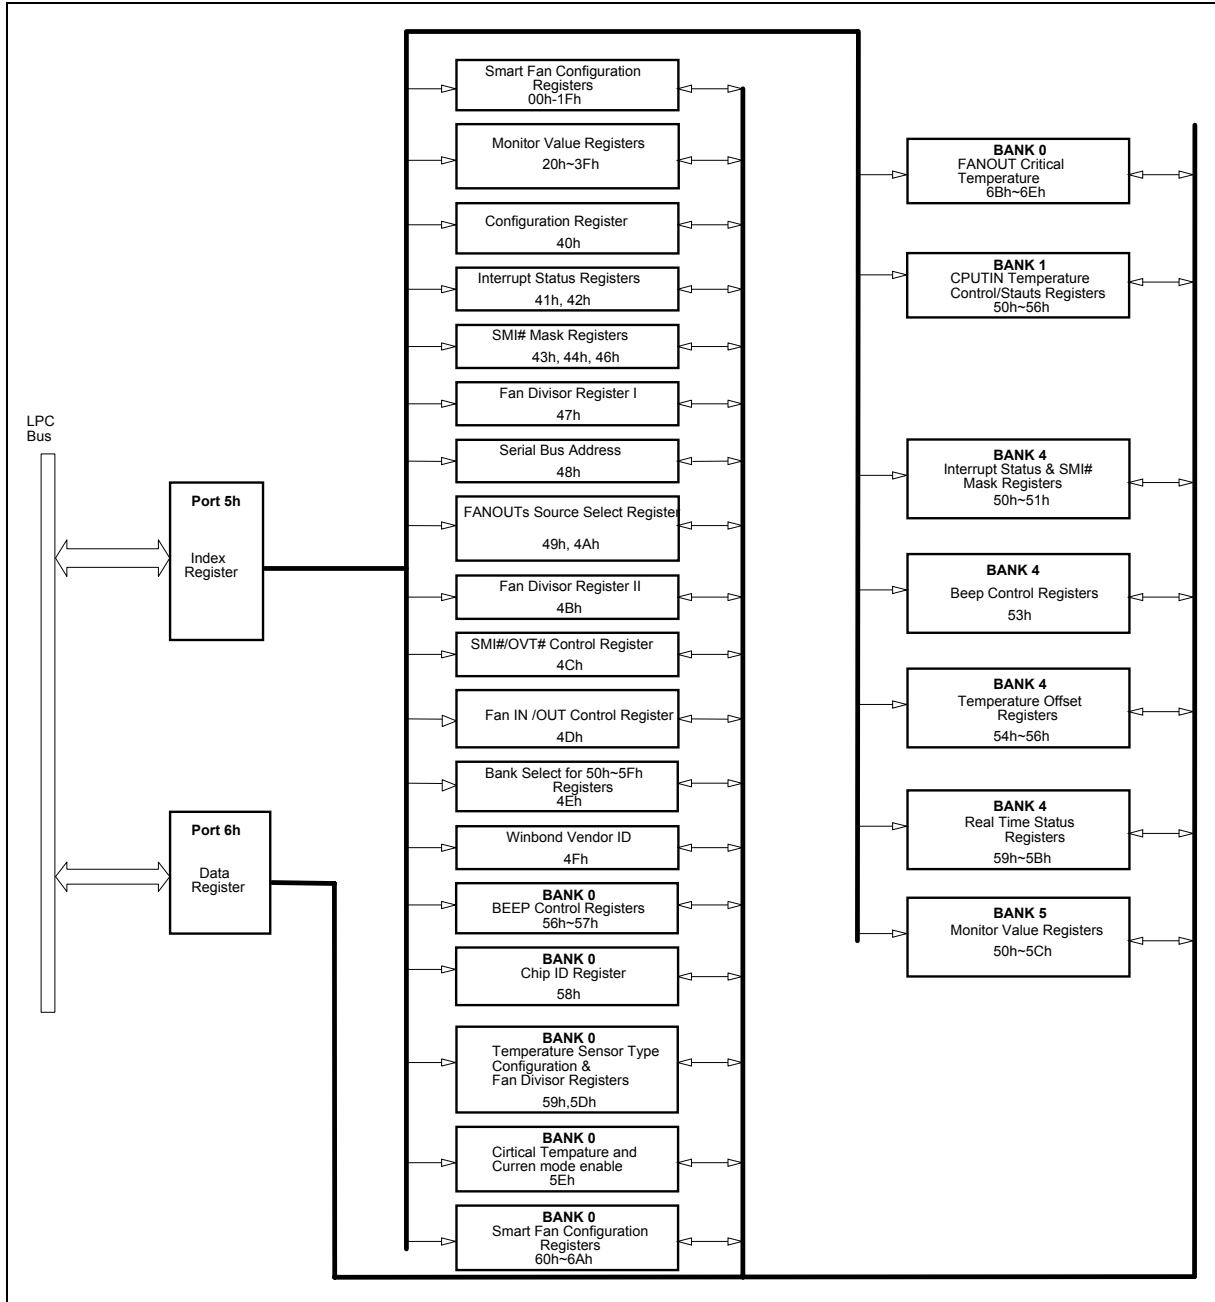 LPC
Bus
Port 5h
Index
Register
Port 6h
Data
Register
Smart Fan Configuration
Registers
00h-1Fh
Monitor Value Registers
20h~3Fh
Configuration Register
40h
Interrupt Status Registers
41h, 42h
SMI# Mask Registers
43h, 44h, 46h
Fan Divisor Register I
47h
Serial Bus Address
48h
FANOUTs Source Select Register
49h, 4Ah
Fan Divisor Register II
4Bh
SMI#/OVT# Control Register
4Ch
Fan IN /OUT Control Register
4Dh
Bank Select for 50h~5Fh
Registers
4Eh
Winbond Vendor ID
4Fh
BANK 0
BEEP Control Registers
56h~57h
BANK 0
Chip ID Register
58h
BANK 0
Temperature Sensor Type
Configuration &
Fan Divisor Registers
59h,5Dh
BANK 0
Cirtical Tempature and
Curren mode enable
5Eh
BANK 0
Smart Fan Configuration
Registers
60h~6Ah
BANK 0
FANOUT Critical
Temperature
6Bh~6Eh
BANK 1
CPUTIN Temperature
Control/Stauts Registers
50h~56h
BANK 4
Interrupt Status & SMI#
Mask Registers
50h~51h
BANK 4
Beep Control Registers
53h
BANK 4
Temperature Offset
Registers
54h~56h
BANK 4
Real Time Status
Registers
59h~5Bh
BANK 5
Monitor Value Registers
50h~5Ch